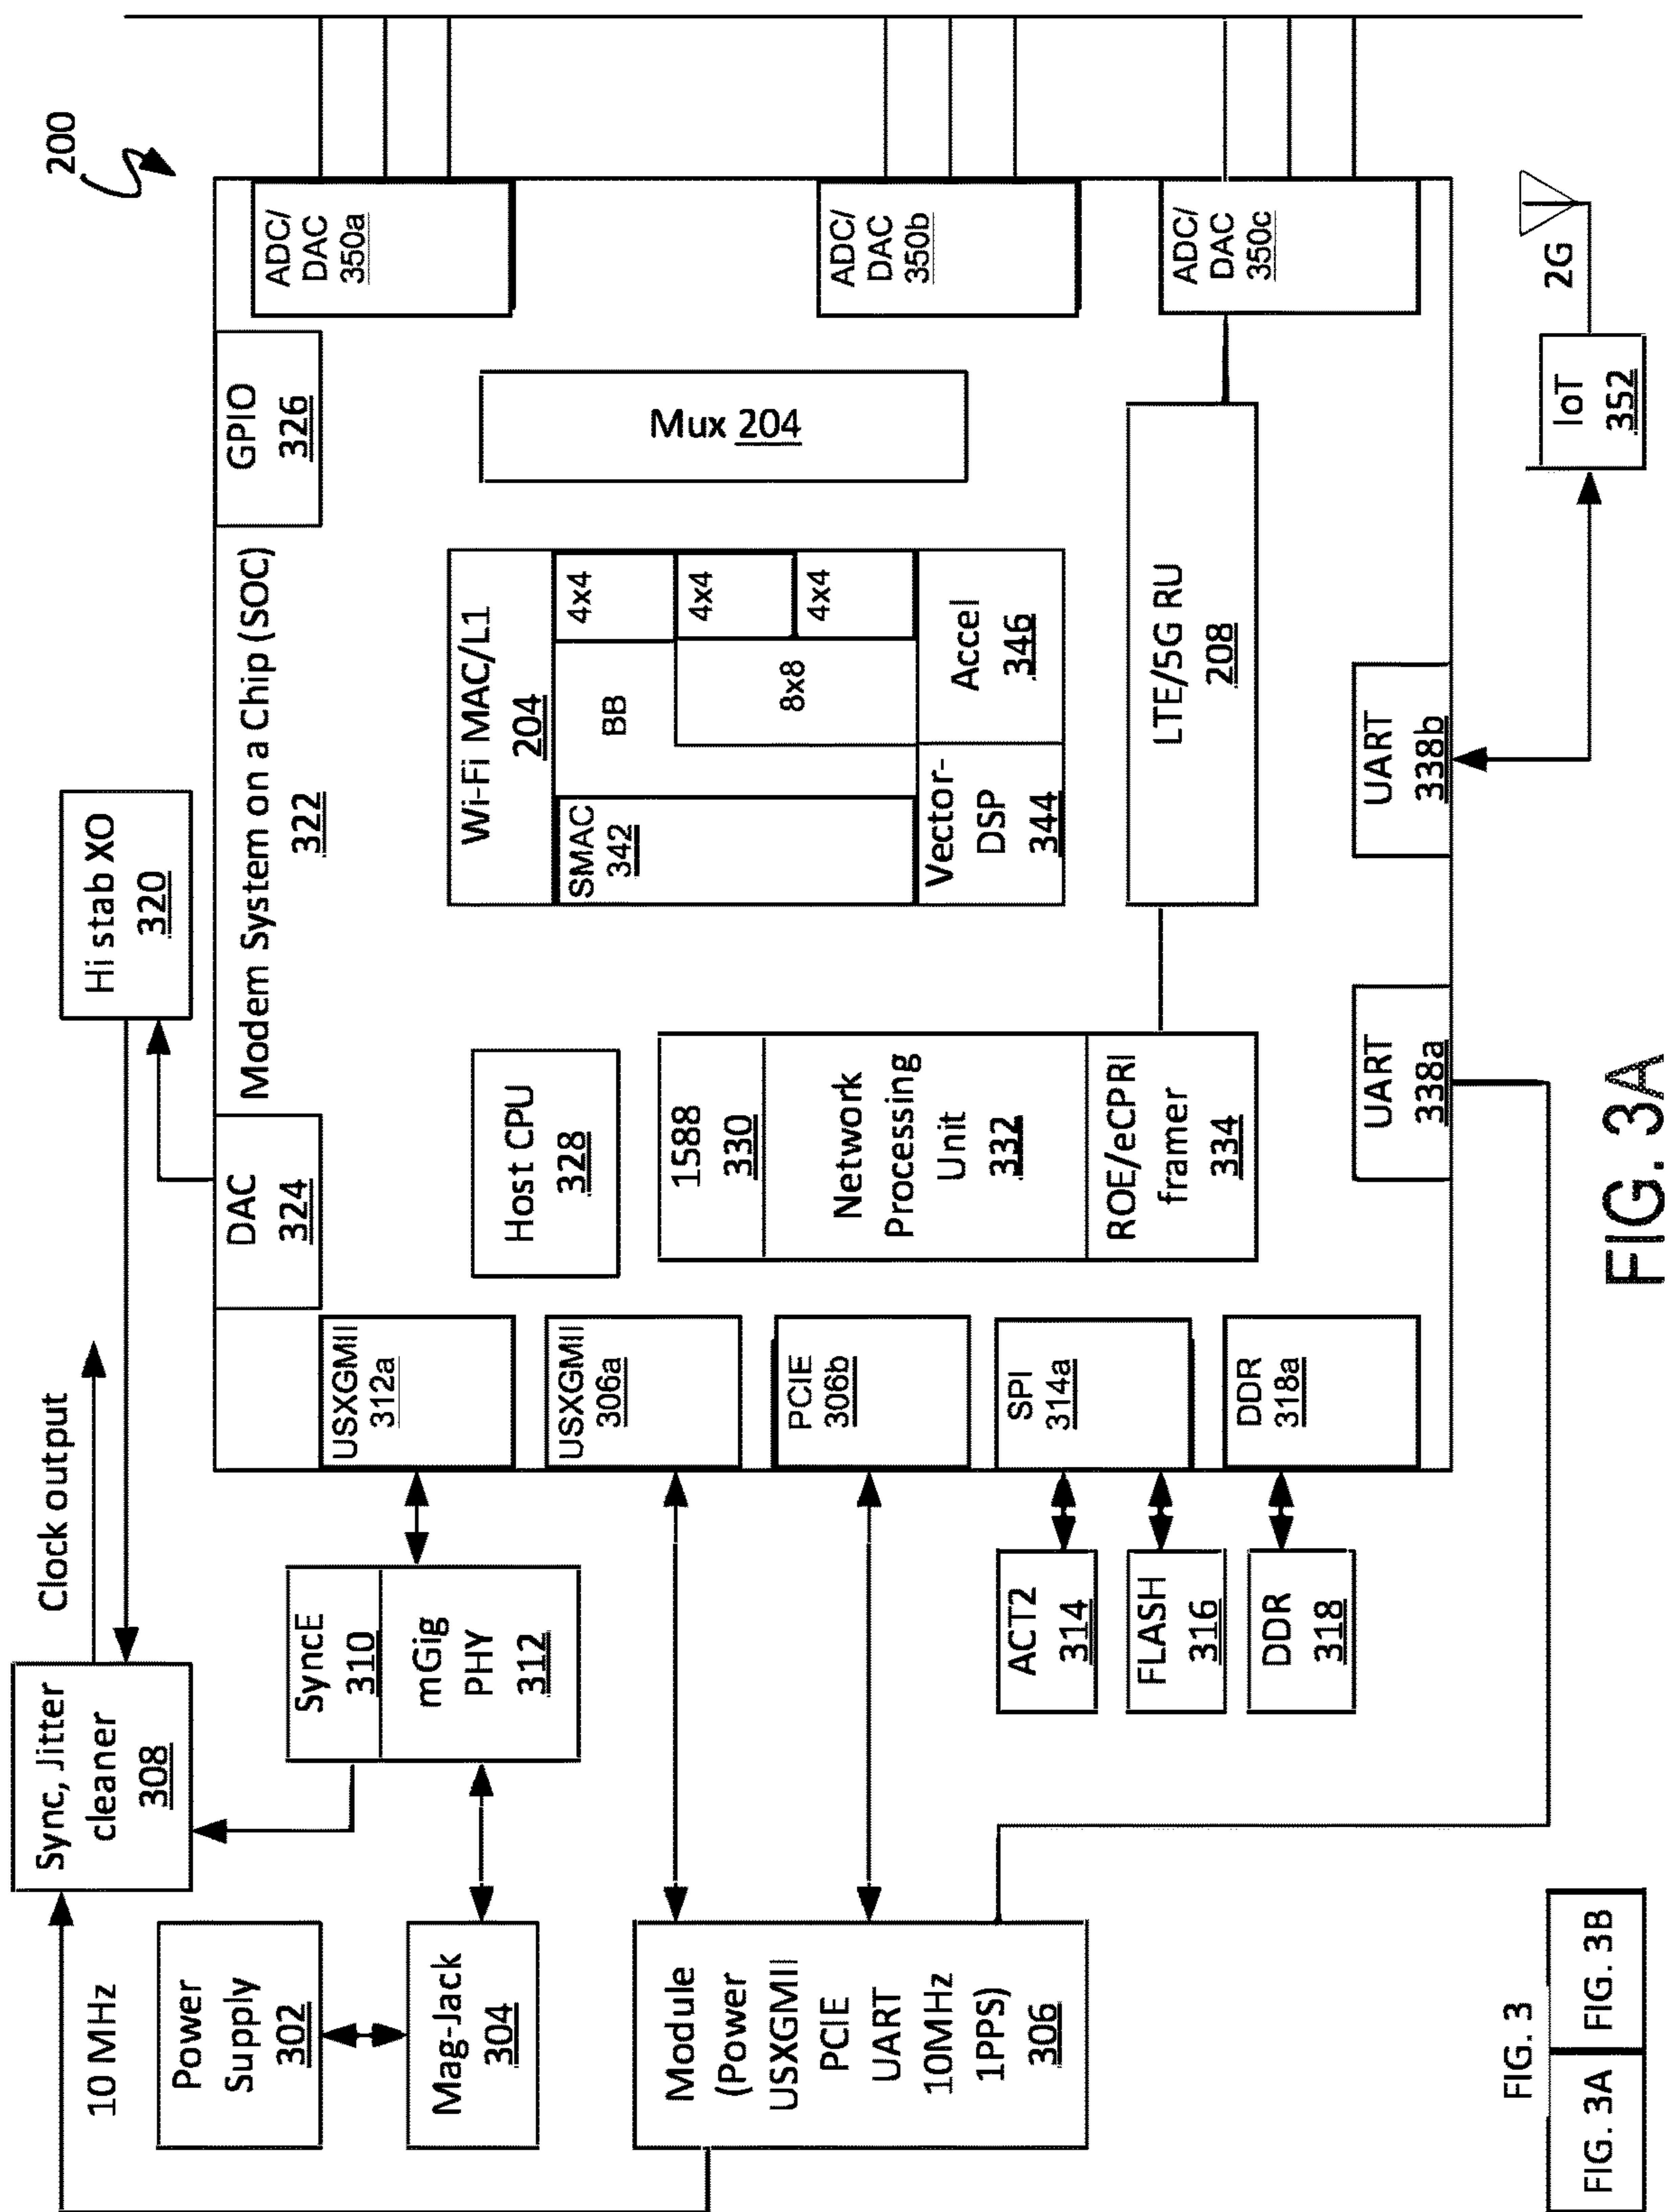 200
10 MHz
Sync, Jitter
cleaner
308
Clock output
Hi stab XO
320
Power
Supply
302
Mag-Jack
304
SyncE
310
mGig
PHY
312
Module
(Power
USXGMII
PCIE
UART
10MHz
1PPS)
306
ACT2
314
FLASH
316
DDR
318
DAC
324
Modem System on a Chip (SOC)
322
GPIO
326
USXGMII
312a
USXGMII
306a
PCIE
306b
SPI
314a
DDR
318a
Host CPU
328
1588
330
Network
Processing
Unit
332
ROE/eCPRI
framer
334
Wi-Fi MAC/L1
204
SMAC
342
BB
4x4
4x4
4x4
8x8
Vector-
DSP
344
Accel
346
Mux 204
LTE/5G RU
208
ADC/
DAC
350a
ADC/
DAC
350b
ADC/
DAC
350c
UART
338a
UART
338b
IoT
352
2G
FIG. 3
FIG. 3A
FIG. 3B
FIG. 3A